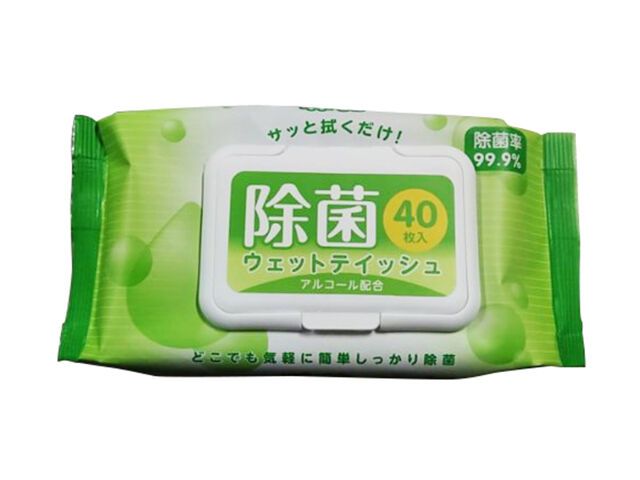 サッと拭くだけ!
除菌率
99.9%
除菌
40
枚入
ウェットテイッシュ
アルコール配合
どこでも気軽に簡単しっかり除菌